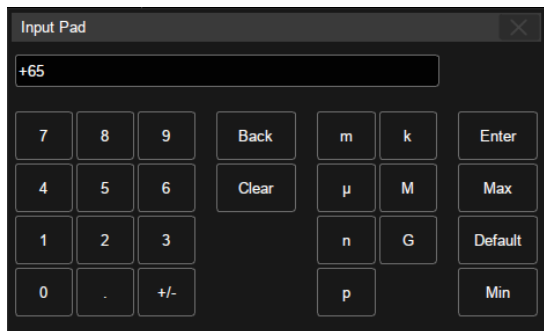 Input Pad
+65
7 8 9 Back m k Enter
4 5 6 Clear µ M Max
1 2 3 n G Default
0 . +/- p Min